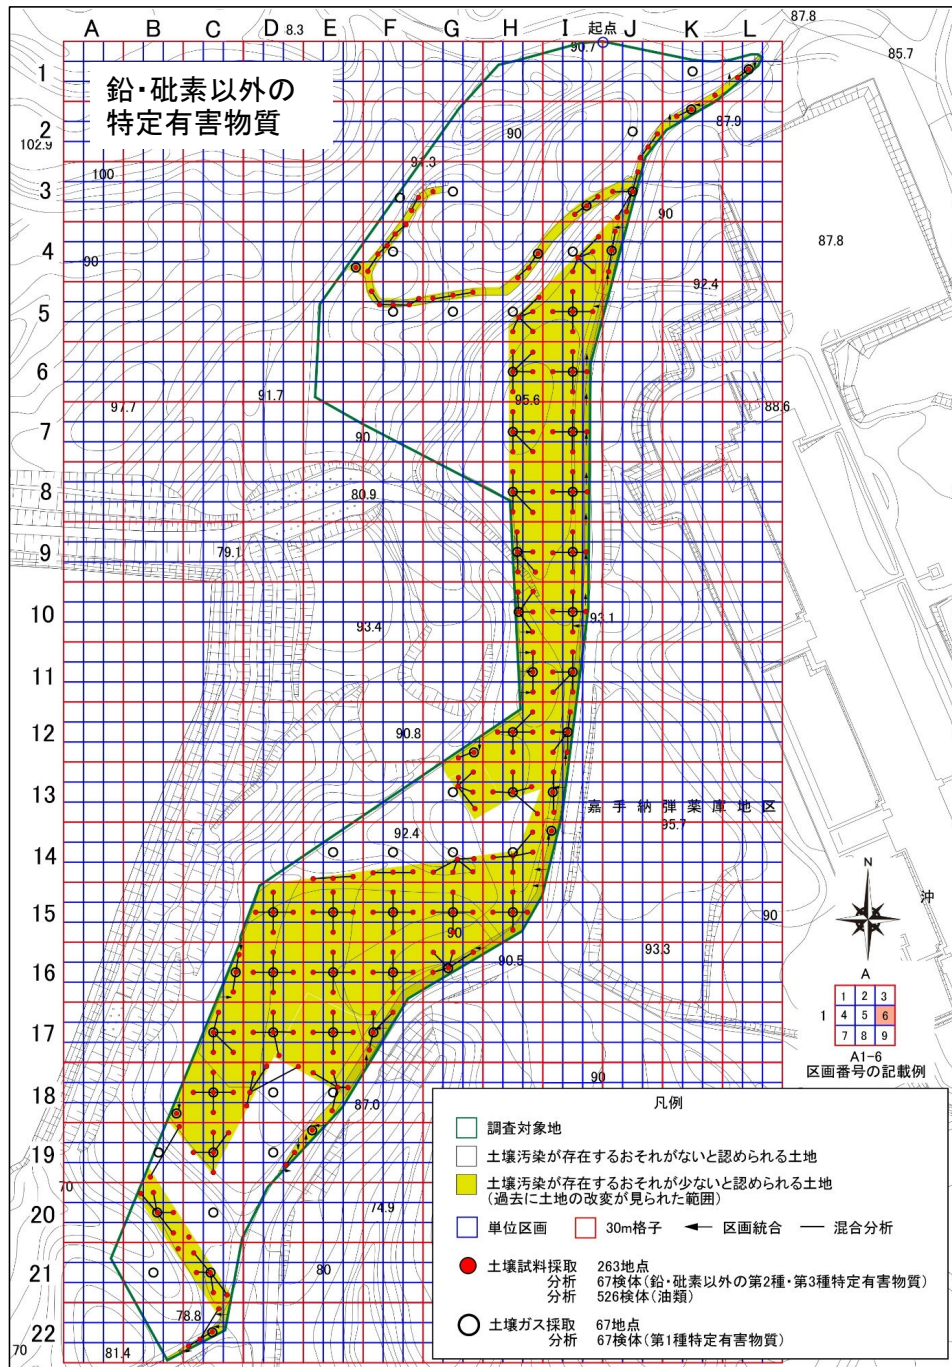 87.8
8.3
起点
A B C D E F G H I J K L
90.7
85.7
1
鉛・砒素以外の
特定有害物質
2
102.9
90
87.9
91.3
100
3
90
87.8
4
90
92.4
5
6
91.7
95.6
97.7
88.6
7
90
8
80.9
9
79.1
10
93.4
93.1
11
12
90.8
13
嘉手納弾薬庫地区
95.7
92.4
14
N
沖
15
90
90
16
90.5
93.3
A
1 2 3
1 4 5 6
7 8 9
A1-6
区画番号の記載例
17
18
90
87.0
凡例
調査対象地
19
土壌汚染が存在するおそれがないと認められる土地
70
土壌汚染が存在するおそれが少ないと認められる土地
(過去に土地の改変が見られた範囲)
20
74.9
単位区画 30m格子 区画統合 混合分析
21
80
土壌試料採取 263地点
分析 67検体(鉛・砒素以外の第2種・第3種特定有害物質)
分析 526検体(油類)
78.8
22
土壌ガス採取 67地点
分析 67検体(第1種特定有害物質)
70
81.4